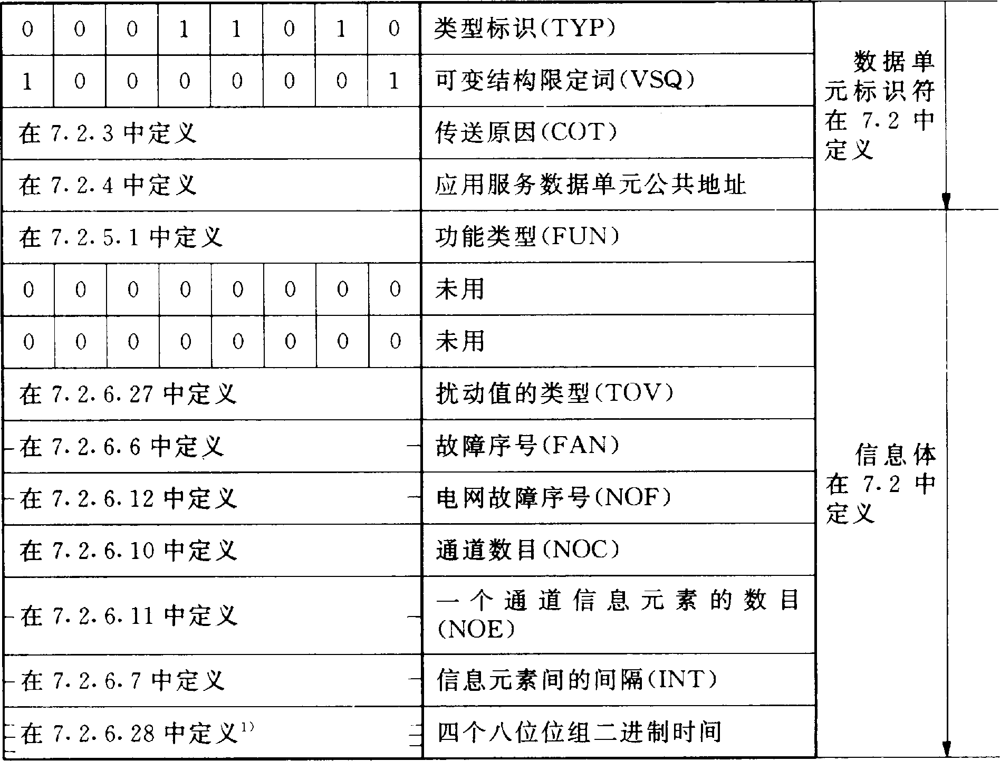 0 0 0 1 1 0 1 0 类型标识(TYP)
1 0 0 0 0 0 0 1 可变结构限定词(VSQ)
在 7.2.3 中定义 传送原因(COT)
在 7.2.4 中定义 应用服务数据单元公共地址
数据单
元标识符
在 7.2 中
定义
在 7.2.5.1 中定义 功能类型(FUN)
0 0 0 0 0 0 0 0 未用
0 0 0 0 0 0 0 0 未用
在 7.2.6.27 中定义 扰动值的类型(TOV)
在 7.2.6.6 中定义 故障序号(FAN)
在 7.2.6.12 中定义 电网故障序号(NOF)
在 7.2.6.10 中定义 通道数目(NOC)
在 7.2.6.11 中定义 一个通道信息元素的数目
(NOE)
在 7.2.6.7 中定义 信息元素间的间隔(INT)
在 7.2.6.28 中定义1) 四个八位位组二进制时间
信息体
在 7.2 中
定义